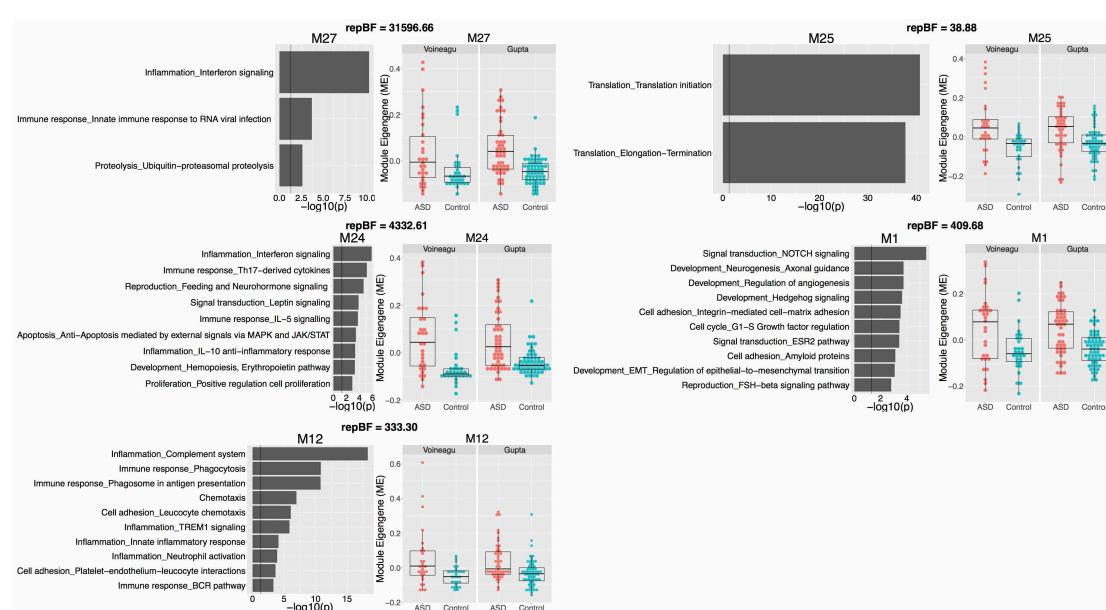 repBF = 31596.66
M27
M27
Inflammation_Interferon signaling
Immune response_Innate immune response to RNA viral infection
Proteolysis_Ubiquitin−proteasomal proteolysis
0.0 2.5 5.0 7.5 10.0
−log10(p)
Module Eigengene (ME)
Voineagu Gupta
0.4
0.2
0.0
ASD Control ASD Control
repBF = 38.88
M25
M25
Translation_Translation initiation
Translation_Elongation−Termination
0 10 20 30 40
−log10(p)
Module Eigengene (ME)
Voineagu Gupta
0.4
0.2
0.0
−0.2
ASD Control ASD Control
repBF = 4332.61
M24
M24
Inflammation_Interferon signaling
Immune response_Th17−derived cytokines
Reproduction_Feeding and Neurohormone signaling
Signal transduction_Leptin signaling
Immune response_IL−5 signalling
Apoptosis_Anti−Apoptosis mediated by external signals via MAPK and JAK/STAT
Inflammation_IL−10 anti−inflammatory response
Development_Hemopoiesis, Erythropoietin pathway
Proliferation_Positive regulation cell proliferation
0 2 4 6
−log10(p)
Module Eigengene (ME)
Voineagu Gupta
0.4
0.2
0.0
−0.2
ASD Control ASD Control
repBF = 409.68
M1
M1
Signal transduction_NOTCH signaling
Development_Neurogenesis_Axonal guidance
Development_Regulation of angiogenesis
Development_Hedgehog signaling
Cell adhesion_Integrin−mediated cell−matrix adhesion
Cell cycle_G1−S Growth factor regulation
Signal transduction_ESR2 pathway
Cell adhesion_Amyloid proteins
Development_EMT_Regulation of epithelial−to−mesenchymal transition
Reproduction_FSH−beta signaling pathway
0 2 4
−log10(p)
Module Eigengene (ME)
Voineagu Gupta
0.2
0.0
−0.2
ASD Control ASD Control
repBF = 333.30
M12
M12
Inflammation_Complement system
Immune response_Phagocytosis
Immune response_Phagosome in antigen presentation
Chemotaxis
Cell adhesion_Leucocyte chemotaxis
Inflammation_TREM1 signaling
Inflammation_Innate inflammatory response
Inflammation_Neutrophil activation
Cell adhesion_Platelet−endothelium−leucocyte interactions
Immune response_BCR pathway
0 5 10 15
−log10(p)
Module Eigengene (ME)
Voineagu Gupta
0.6
0.4
0.2
0.0
−0.2
ASD Control ASD Control